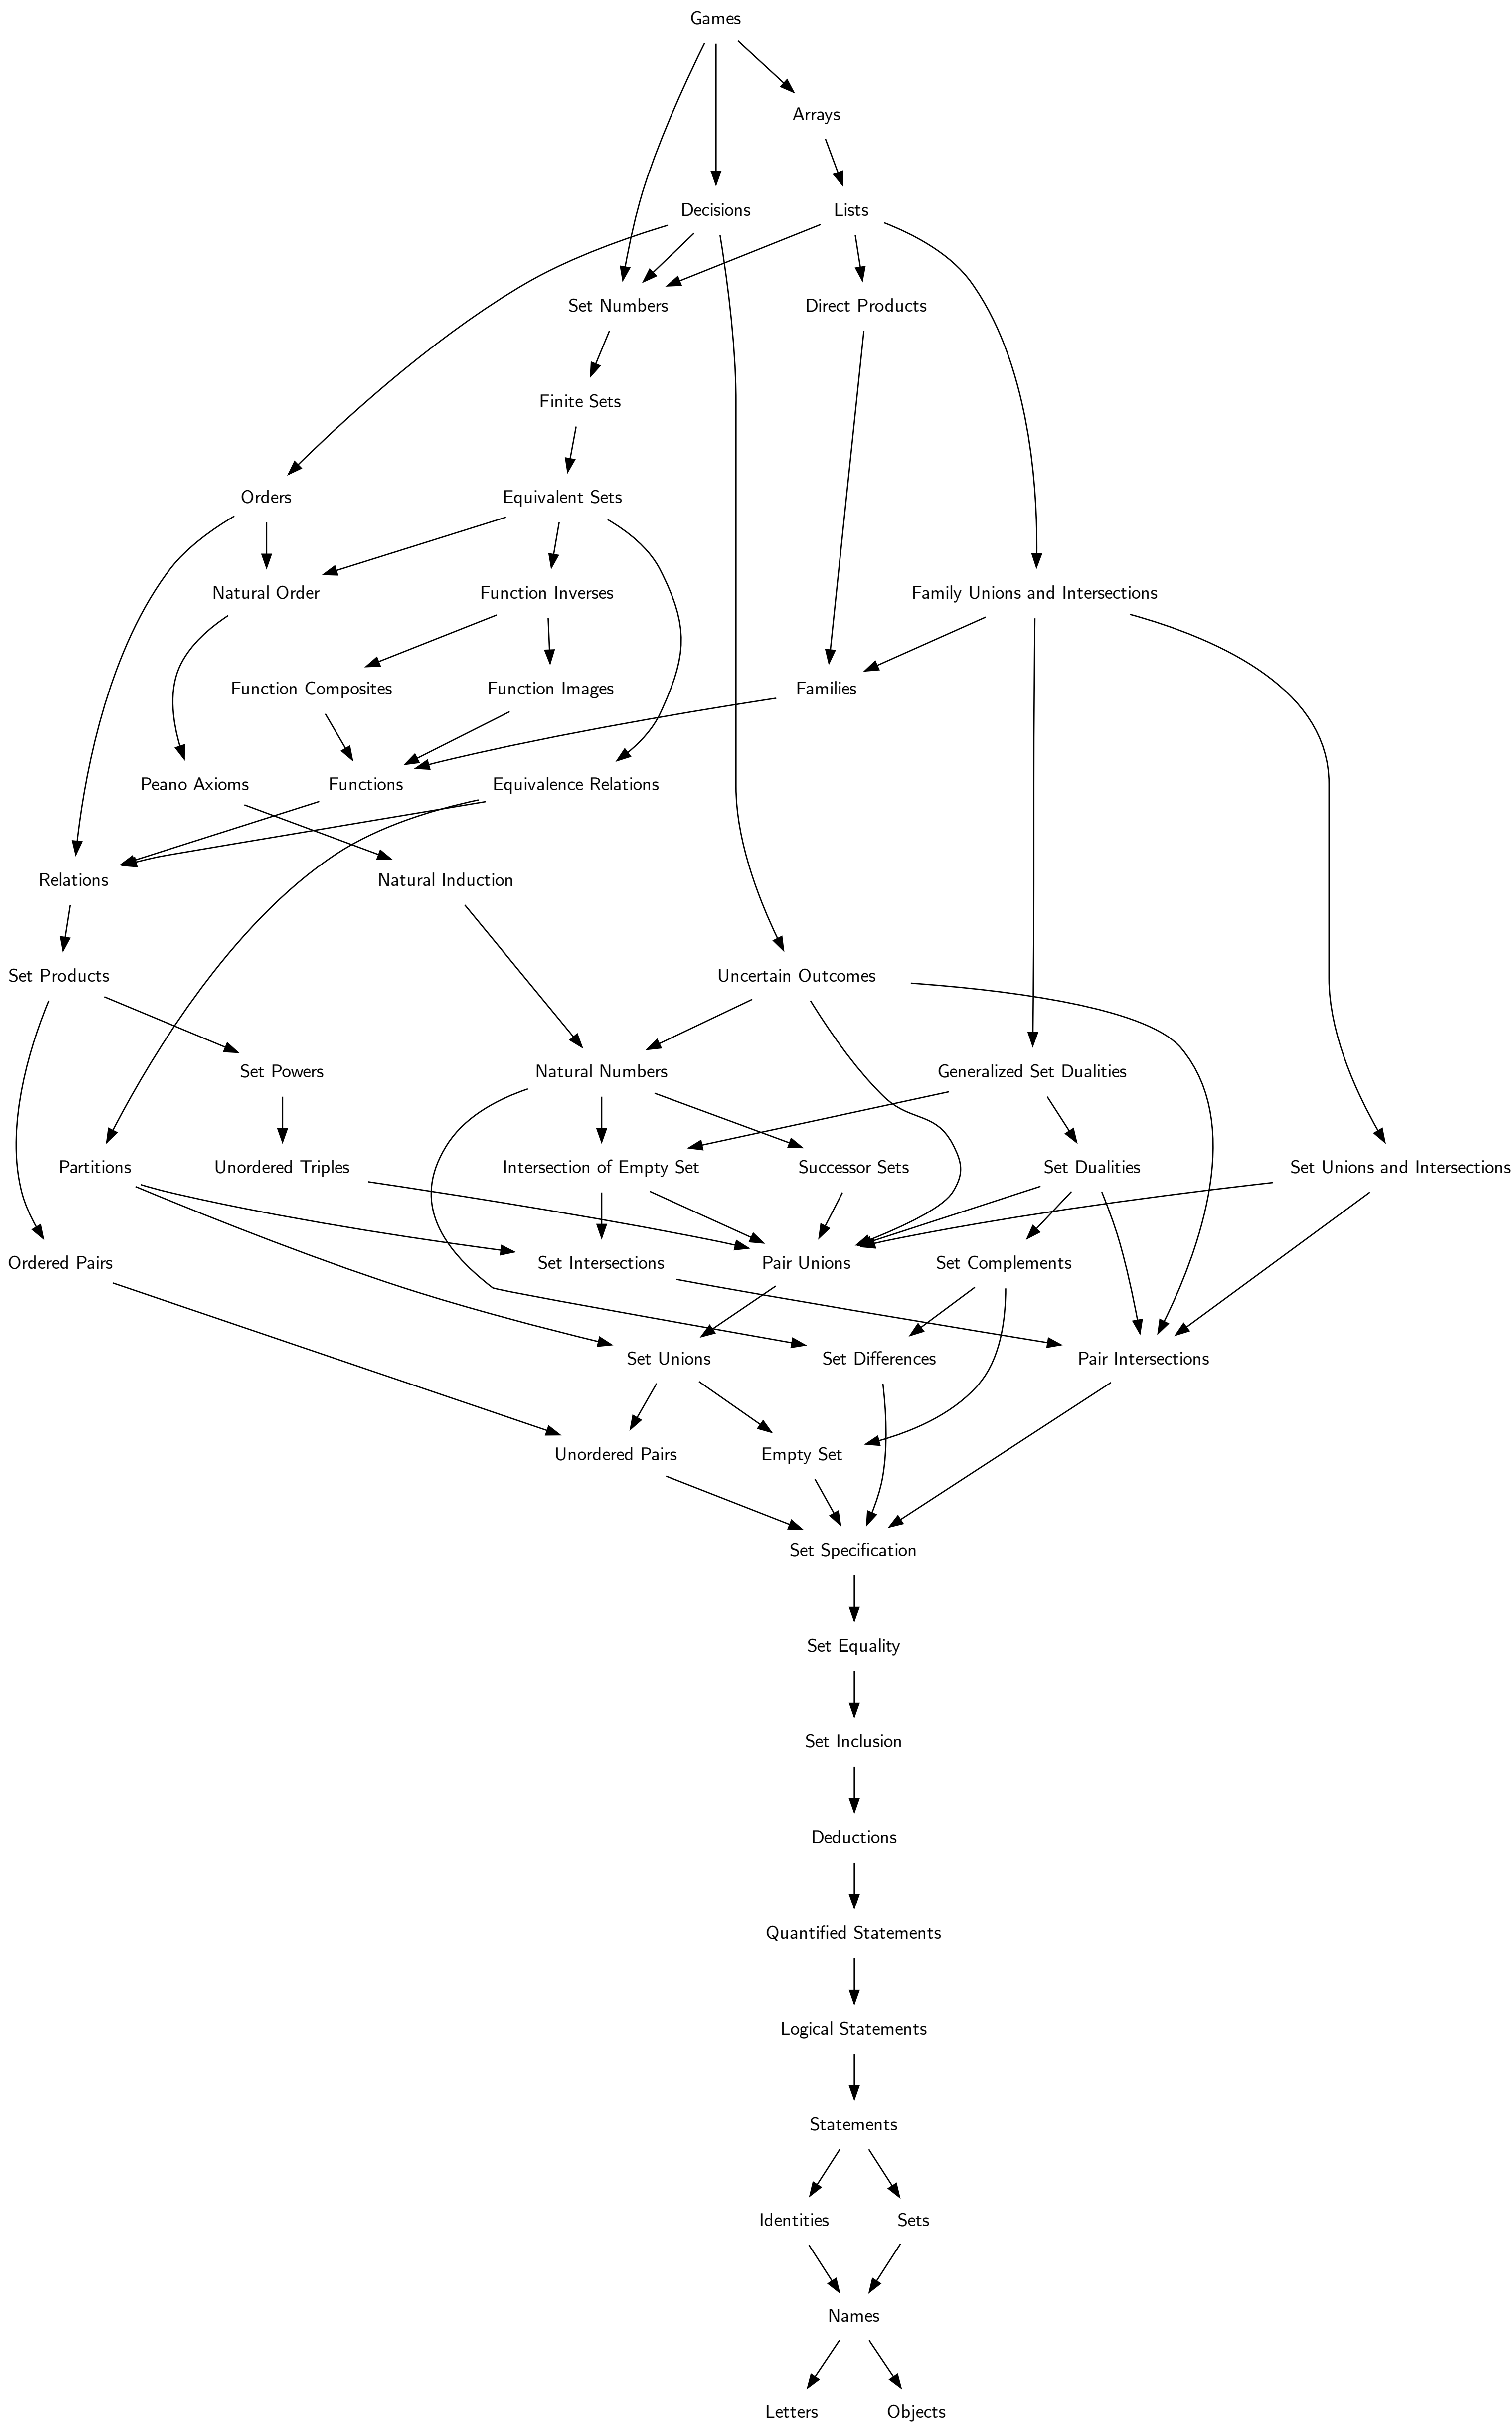 Games
Arrays
Decisions
Lists
Set Numbers
Direct Products
Finite Sets
Orders
Equivalent Sets
Natural Order
Function Inverses
Family Unions and Intersections
Function Composites
Function Images
Families
Peano Axioms
Functions
Equivalence Relations
Relations
Natural Induction
Set Products
Uncertain Outcomes
Set Powers
Natural Numbers
Generalized Set Dualities
Partitions
Unordered Triples
Intersection of Empty Set
Successor Sets
Set Dualities
Set Unions and Intersections
Ordered Pairs
Set Intersections
Pair Unions
Set Complements
Set Unions
Set Differences
Pair Intersections
Unordered Pairs
Empty Set
Set Specification
Set Equality
Set Inclusion
Deductions
Quantified Statements
Logical Statements
Statements
Identities
Sets
Names
Letters
Objects